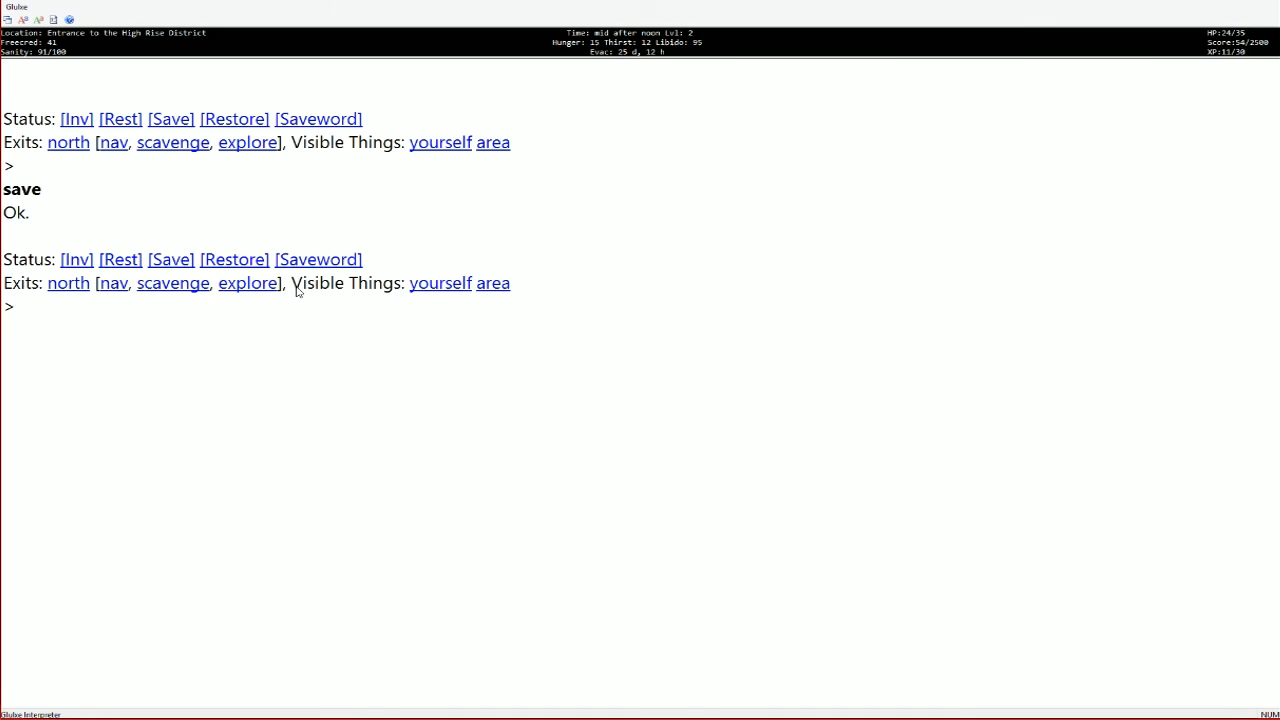 Glulxe
Location: Entrance to the High Rise District
Time: mid after noon Lvl: 2
HP:24/35
Freecred: 41
Hunger: 15 Thirst: 12 Libido: 95
Score:54/2500
Sanity: 91/100
Evac: 25 d, 12 h
XP:11/30
Status: [Inv] [Rest] [Save] [Restore] [Saveword]
Exits: north [nav, scavenge, explore], Visible Things: yourself area
>
save
Ok.
Status: [Inv] [Rest] [Save] [Restore] [Saveword]
Exits: north [nav, scavenge, explore], Visible Things: yourself area
>
Glulxe Interpreter
NUM